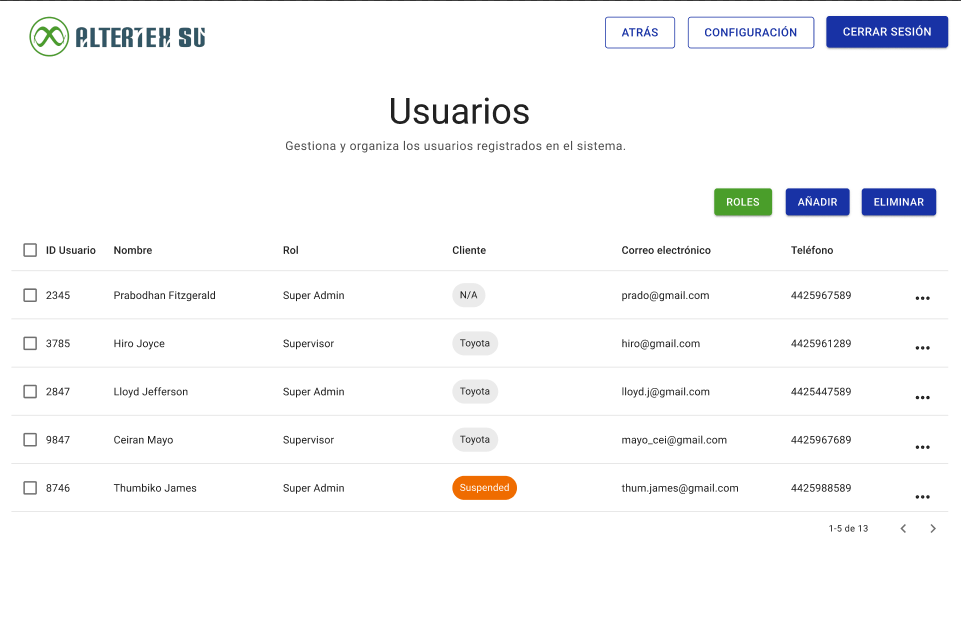 ALTERTEK SU
ATRÁS CONFIGURACIÓN CERRAR SESIÓN
Usuarios
Gestiona y organiza los usuarios registrados en el sistema.
ROLES AÑADIR ELIMINAR
ID Usuario Nombre Rol Cliente Correo electrónico Teléfono
2345 Prabodhan Fitzgerald Super Admin N/A prado@gmail.com 4425967589
3785 Hiro Joyce Supervisor Toyota hiro@gmail.com 4425961289
2847 Lloyd Jefferson Super Admin Toyota lloyd.j@gmail.com 4425447589
9847 Ceiran Mayo Supervisor Toyota mayo_cei@gmail.com 4425967689
8746 Thumbiko James Super Admin Suspended thum.james@gmail.com 4425988589
1-5 de 13